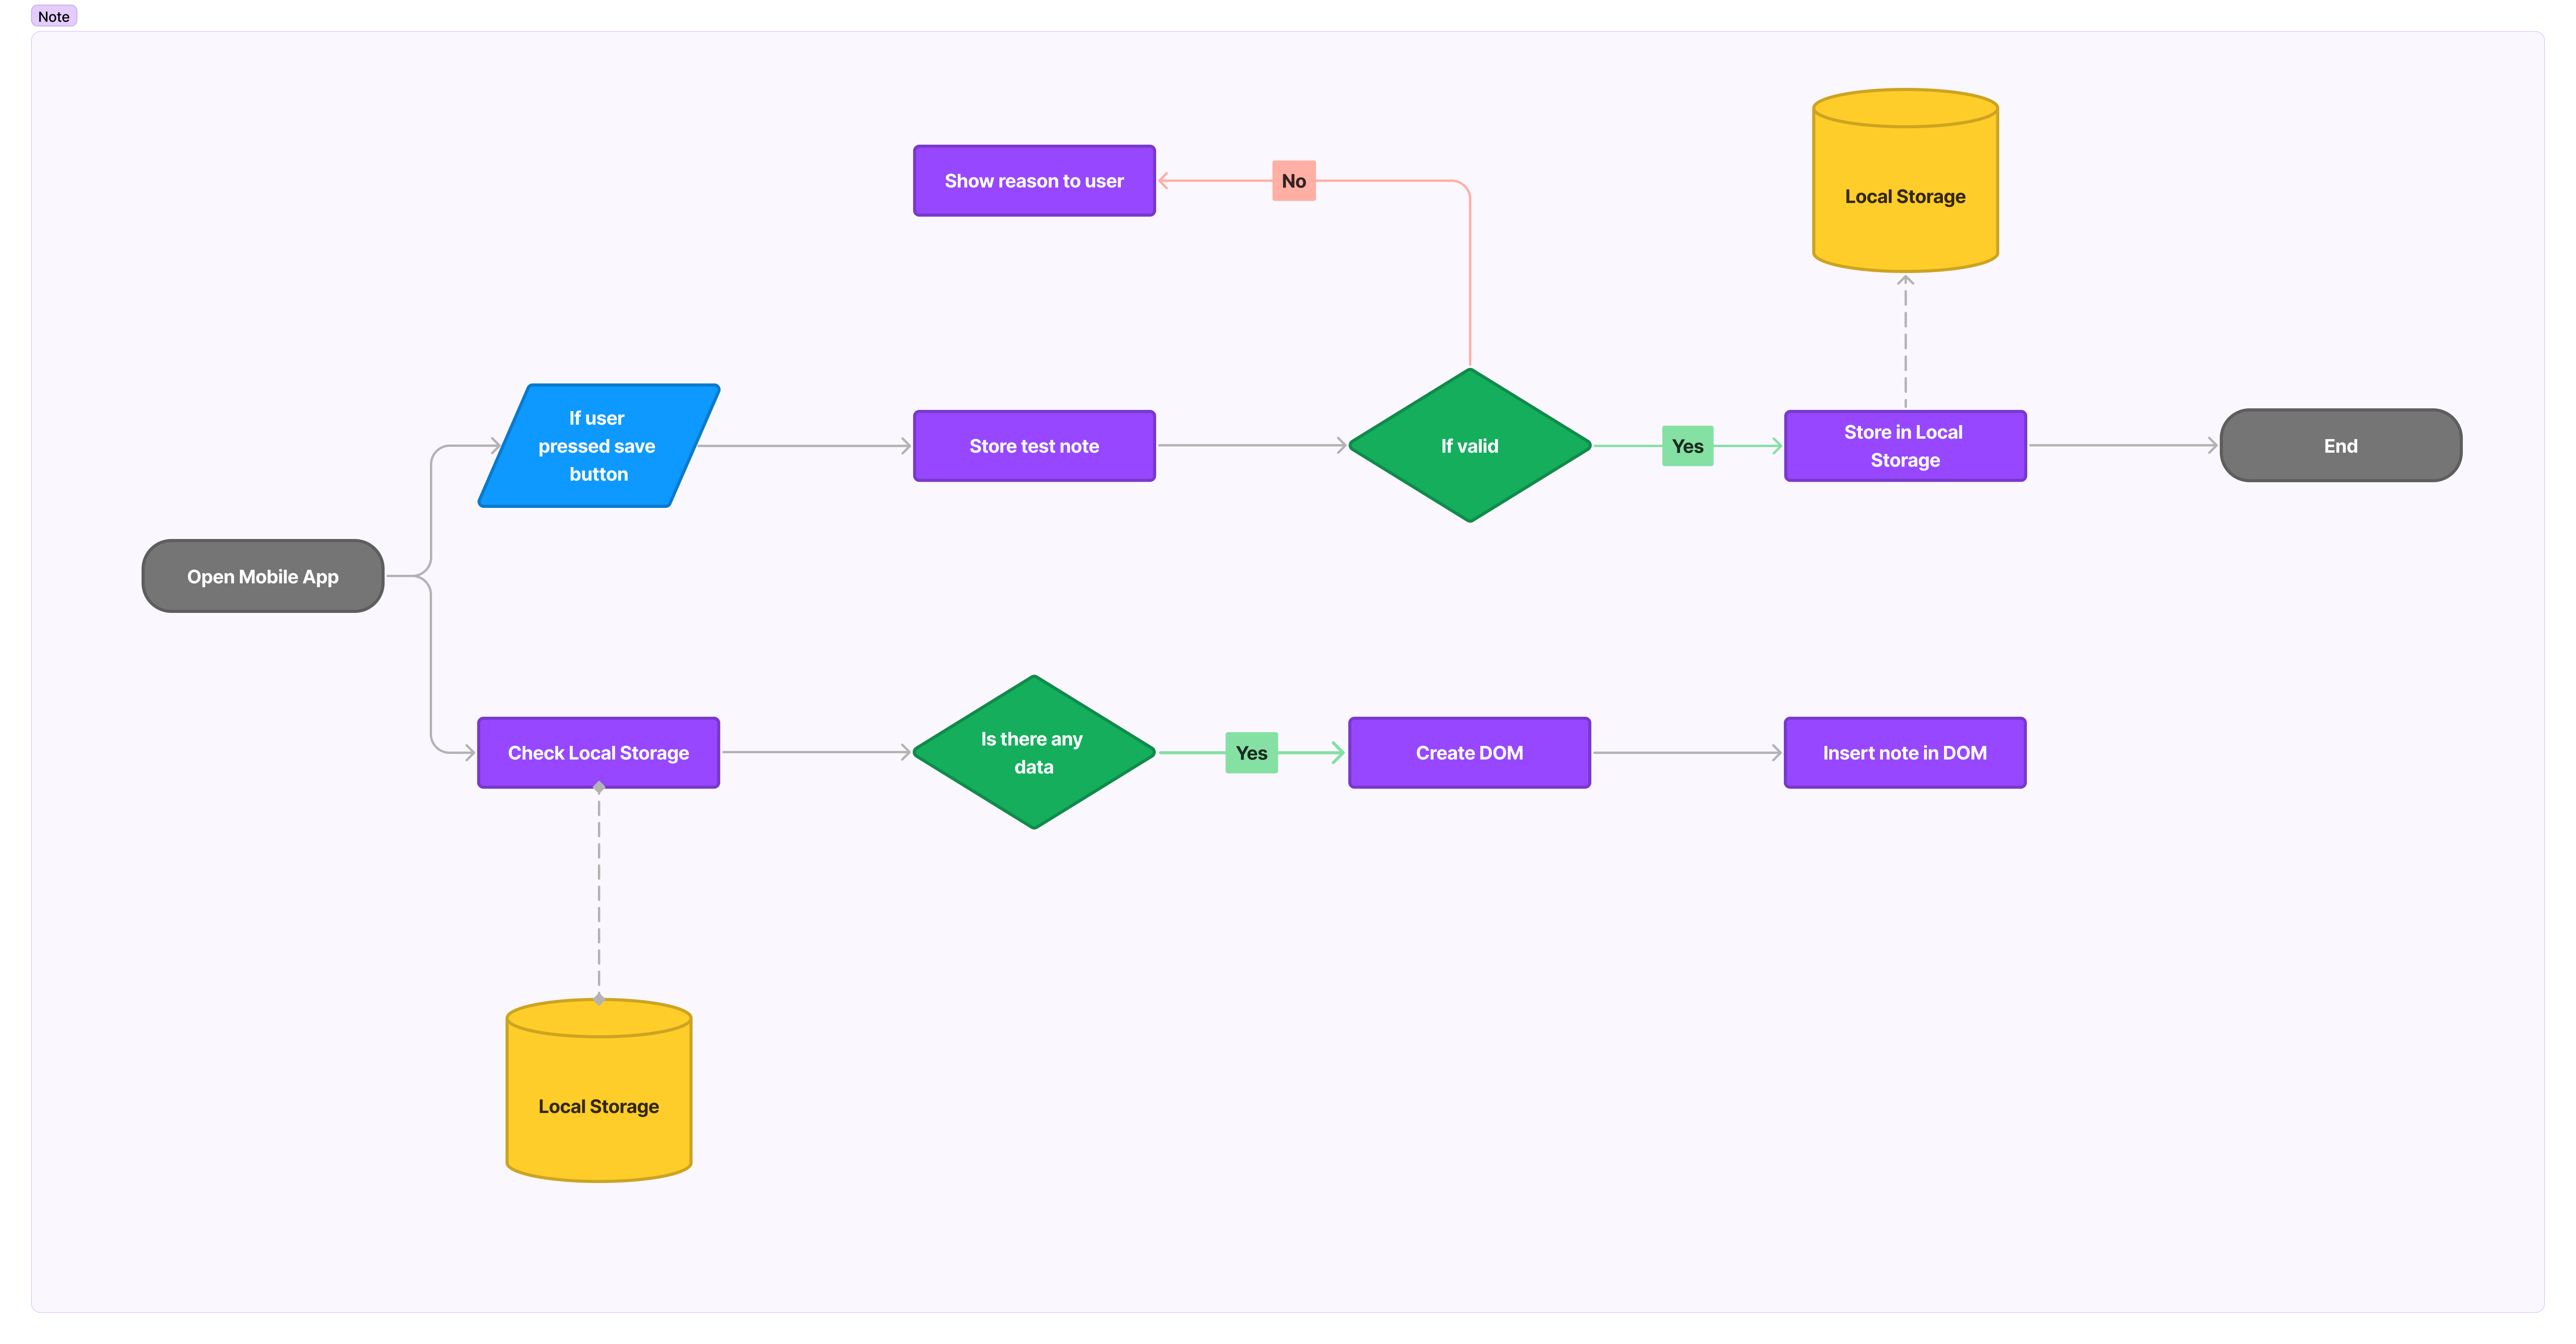 Note
Local Storage
Show reason to user
No
If user
pressed save
button
Store test note
If valid
Yes
Store in Local
Storage
End
Open Mobile App
Check Local Storage
Is there any
data
Yes
Create DOM
Insert note in DOM
Local Storage